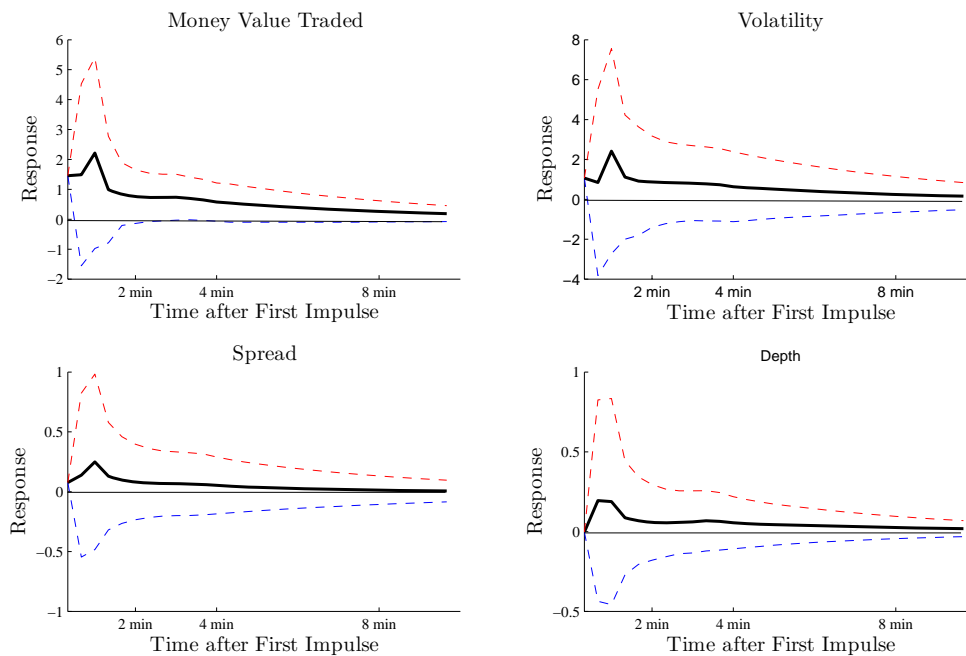 Money Value Traded
6
5
4
3
2
1
0
−1
−2
Response
2 min 4 min 8 min
Time after First Impulse
Volatility
8
6
4
2
0
−2
−4
Response
2 min 4 min 8 min
Time after First Impulse
Spread
1
0.5
0
−0.5
−1
Response
2 min 4 min 8 min
Time after First Impulse
Depth
1
0.5
0
−0.5
Response
2 min 4 min 8 min
Time after First Impulse